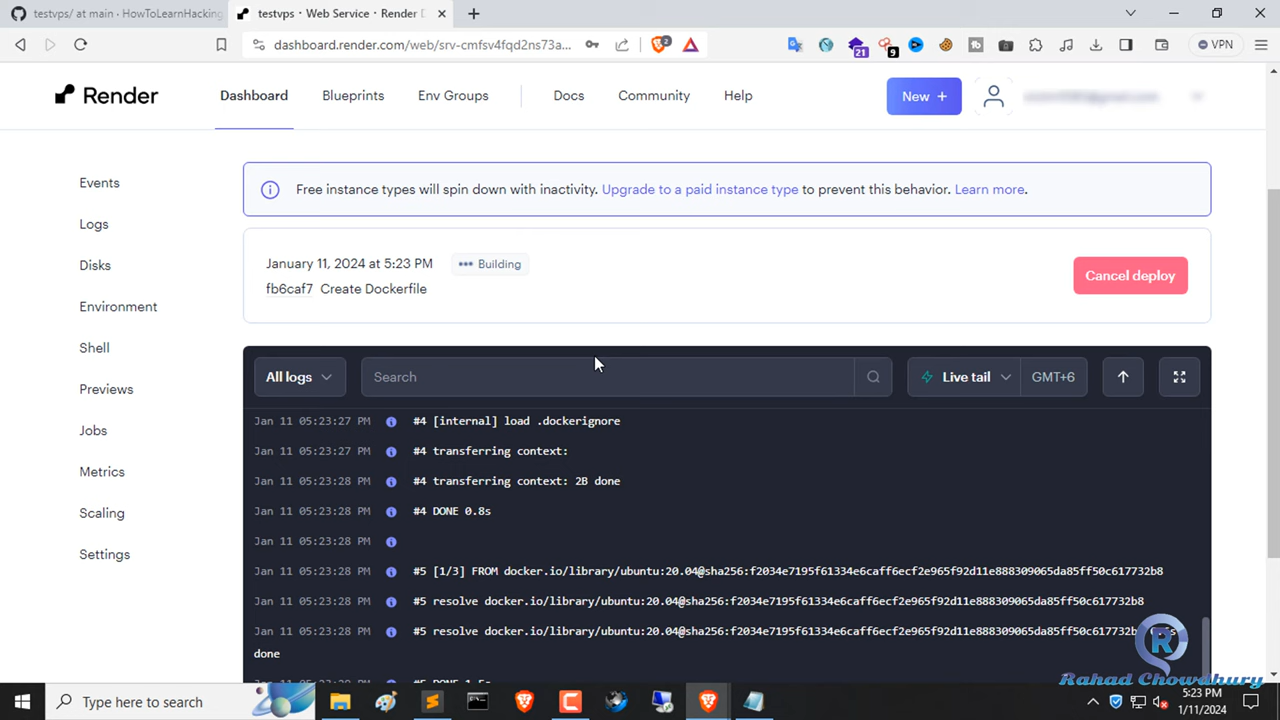 testvps/ at main · HowToLearnHacking
testvps · Web Service · Render D
dashboard.render.com/web/srv-cmfsv4fqd2ns73a...
2
21
9
VPN
Render
Dashboard
Blueprints
Env Groups
Docs
Community
Help
New +
Events
Logs
Disks
Environment
Shell
Previews
Jobs
Metrics
Scaling
Settings
Free instance types will spin down with inactivity. Upgrade to a paid instance type to prevent this behavior. Learn more.
January 11, 2024 at 5:23 PM
Building
fb6caf7 Create Dockerfile
Cancel deploy
All logs
Search
Live tail
GMT+6
Jan 11 05:23:27 PM #4 [internal] load .dockerignore
Jan 11 05:23:27 PM #4 transferring context:
Jan 11 05:23:28 PM #4 transferring context: 2B done
Jan 11 05:23:28 PM #4 DONE 0.8s
Jan 11 05:23:28 PM
Jan 11 05:23:28 PM #5 [1/3] FROM docker.io/library/ubuntu:20.04@sha256:f2034e7195f61334e6caff6ecf2e965f92d11e888309065da85ff50c617732b8
Jan 11 05:23:28 PM #5 resolve docker.io/library/ubuntu:20.04@sha256:f2034e7195f61334e6caff6ecf2e965f92d11e888309065da85ff50c617732b8
Jan 11 05:23:28 PM #5 resolve docker.io/library/ubuntu:20.04@sha256:f2034e7195f61334e6caff6ecf2e965f92d11e888309065da85ff50c617732b
done
R
Rahad Chowdhury
Type here to search
5:23 PM
1/11/2024